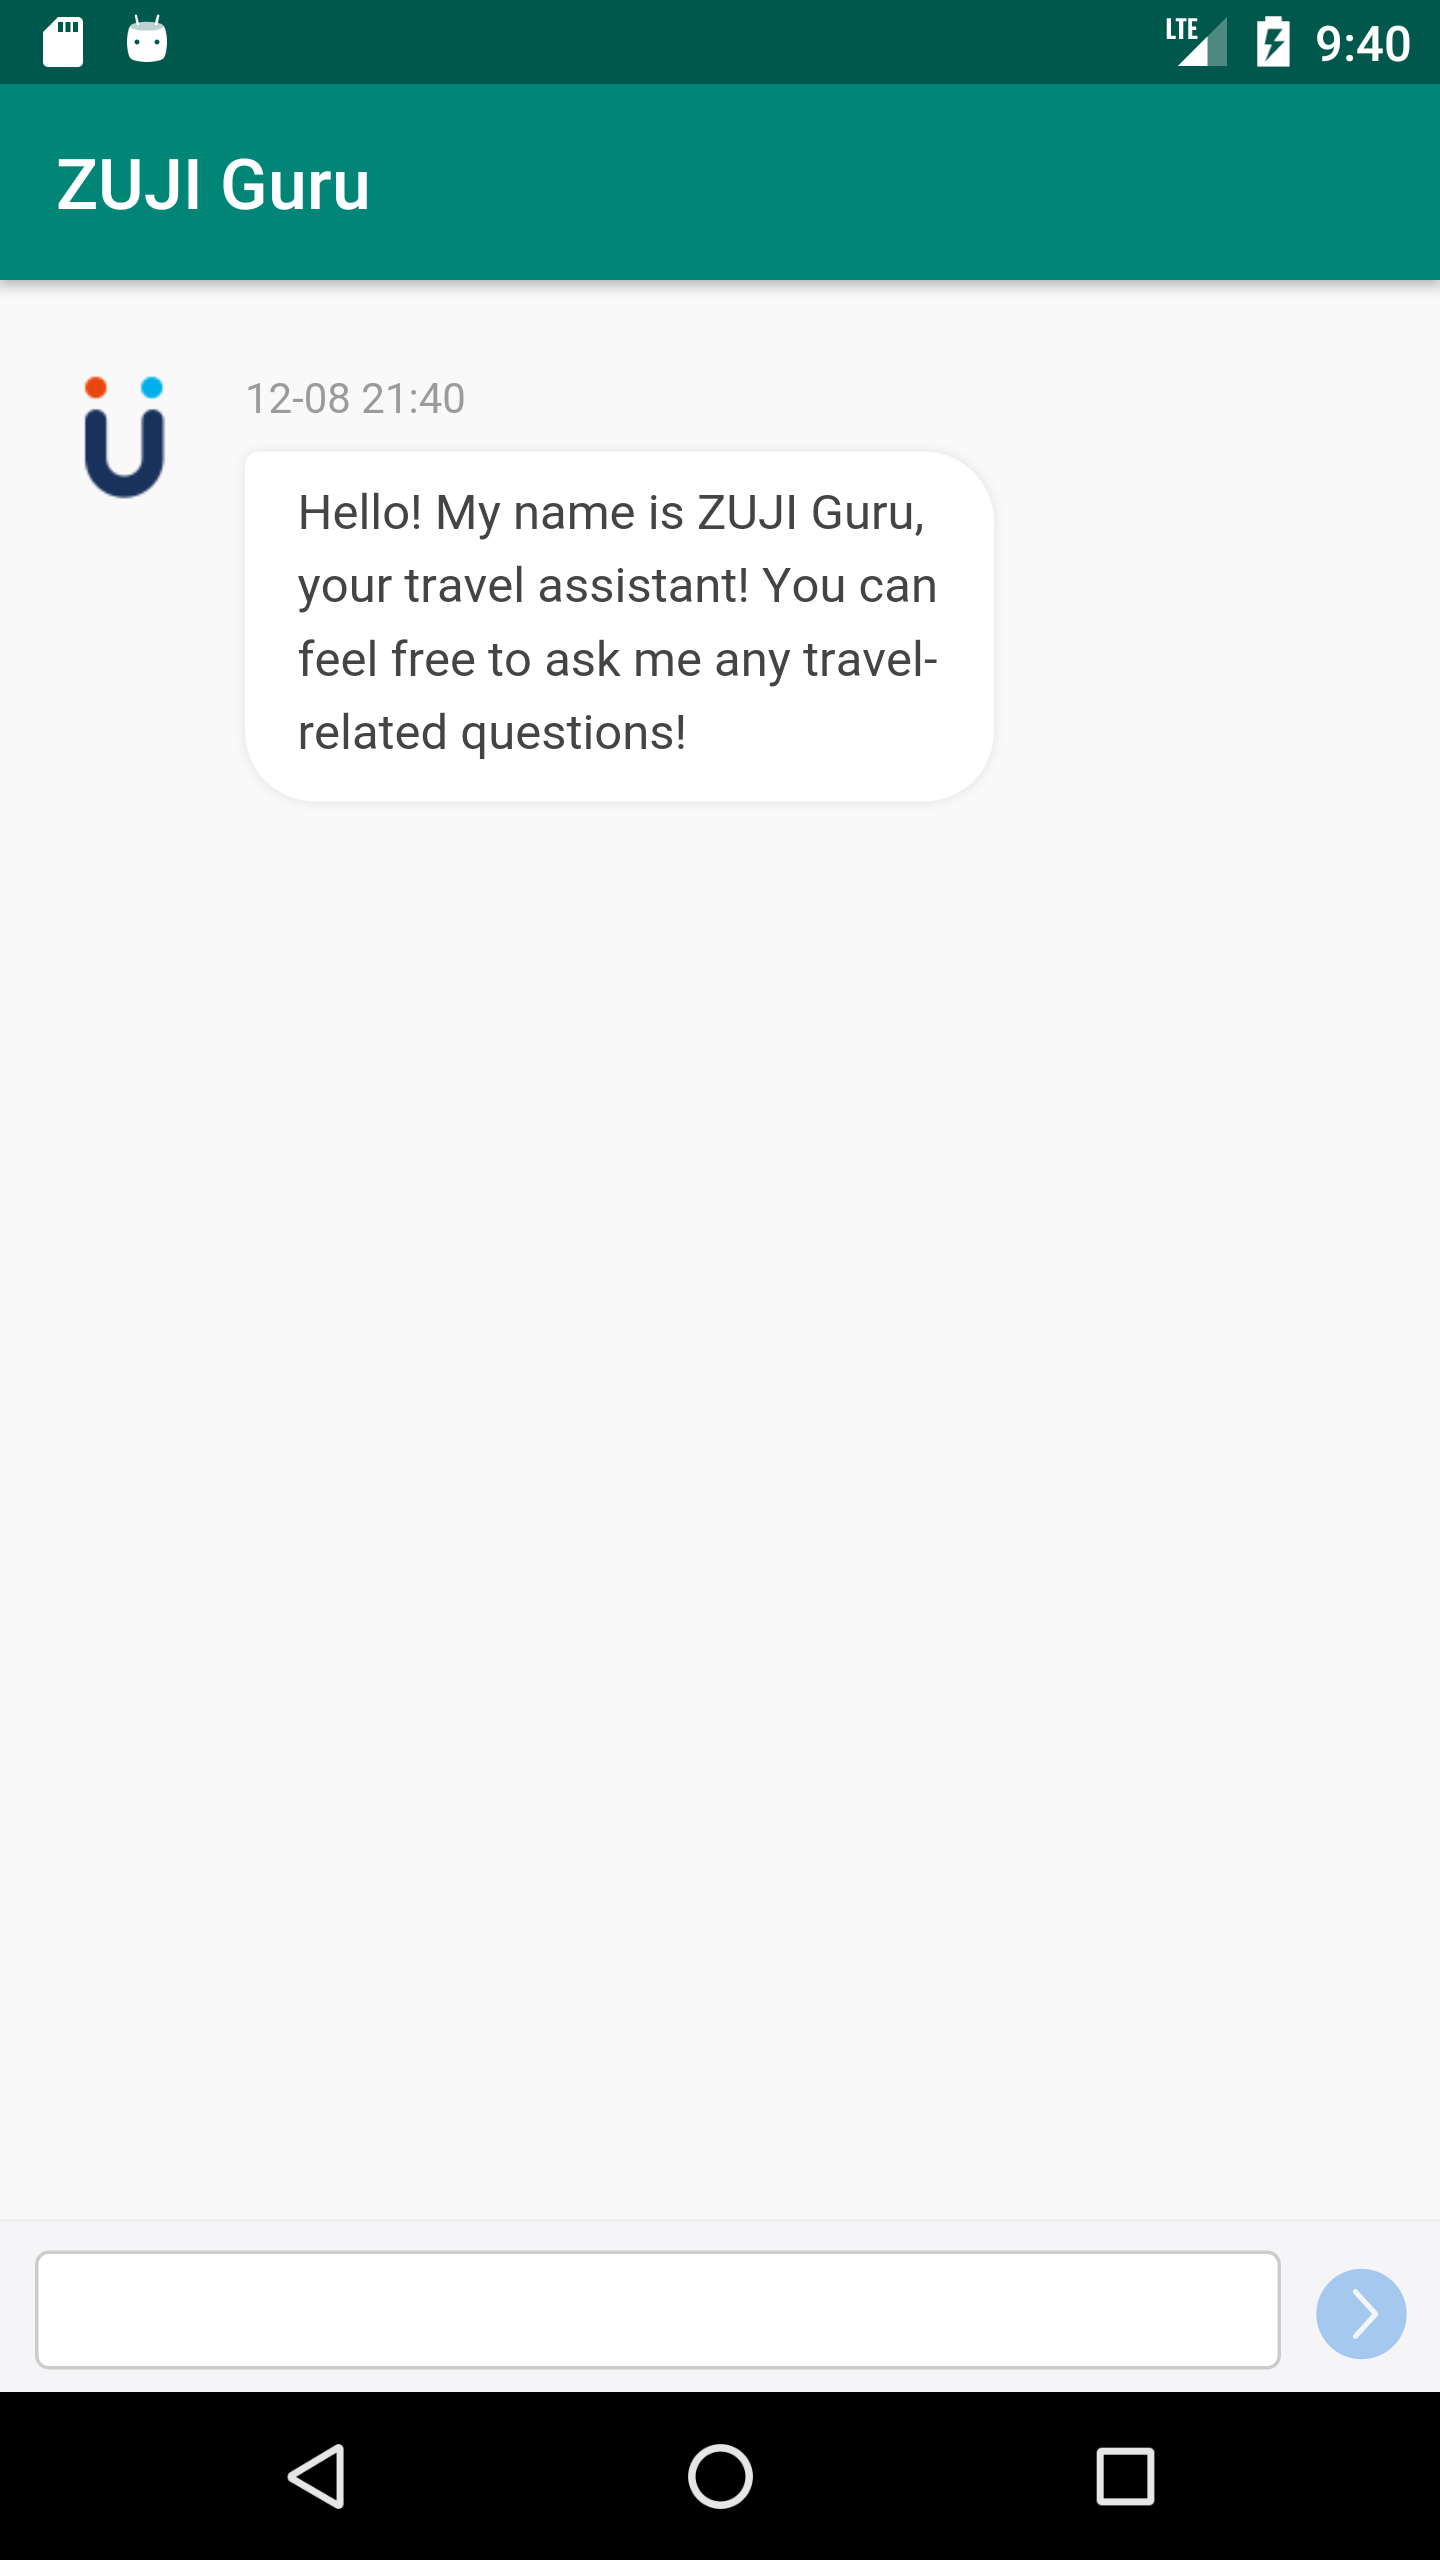 LTE 9:40
ZUJI Guru
12-08 21:40
Hello! My name is ZUJI Guru,
your travel assistant! You can
feel free to ask me any travel-
related questions!